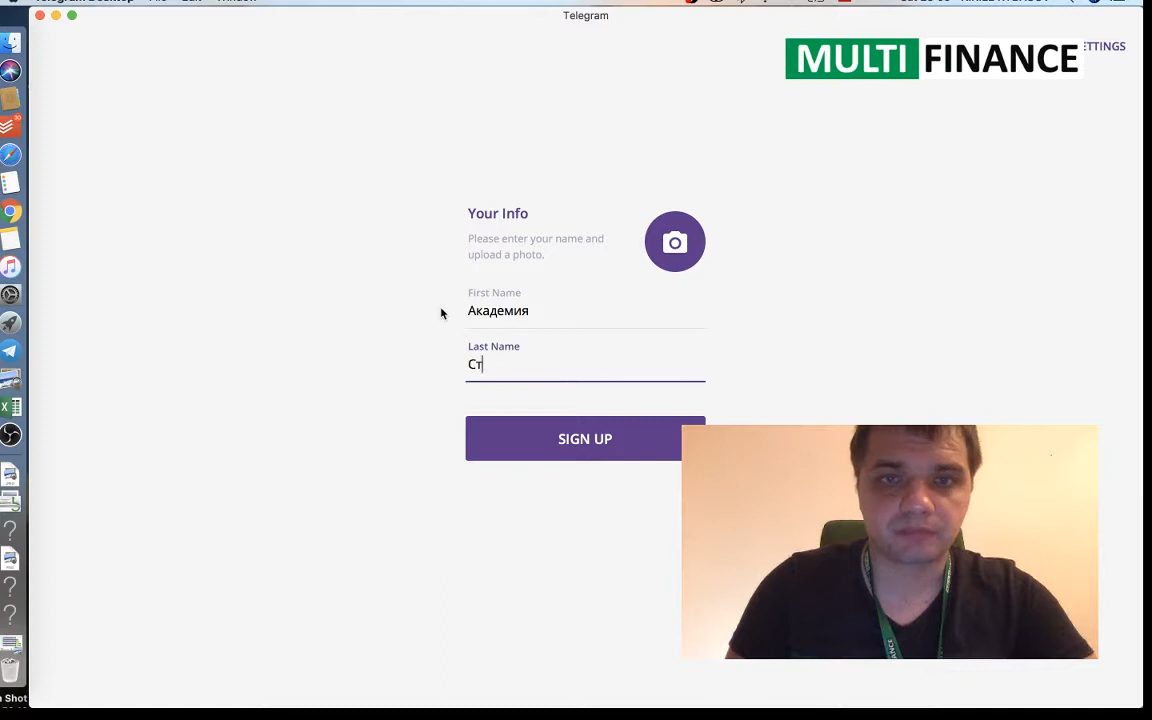 Telegram
MULTI FINANCE
ETTINGS
Your Info
Please enter your name and
upload a photo.
First Name
Академия
Last Name
Ст
SIGN UP
n Shot